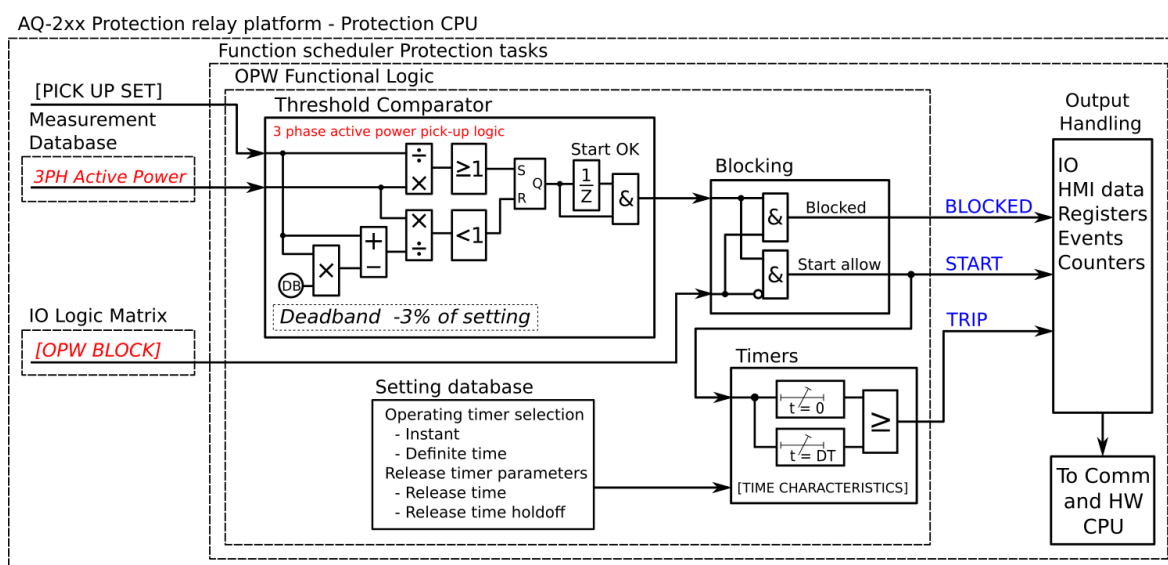 AQ-2xx Protection relay platform - Protection CPU
Function scheduler Protection tasks
OPW Functional Logic
[PICK UP SET]
Measurement
Database
3PH Active Power
Threshold Comparator
3 phase active power pick-up logic
÷
×
≥1
S
Q
R
Start OK
1
Z
&
×
÷
<1
+
−
×
DB
Deadband -3% of setting
IO Logic Matrix
[OPW BLOCK]
Blocking
&
Blocked
&
Start allow
BLOCKED
START
TRIP
Output
Handling
IO
HMI data
Registers
Events
Counters
Timers
t = 0
t = DT
≥
[TIME CHARACTERISTICS]
Setting database
Operating timer selection
- Instant
- Definite time
Release timer parameters
- Release time
- Release time holdoff
To Comm
and HW
CPU